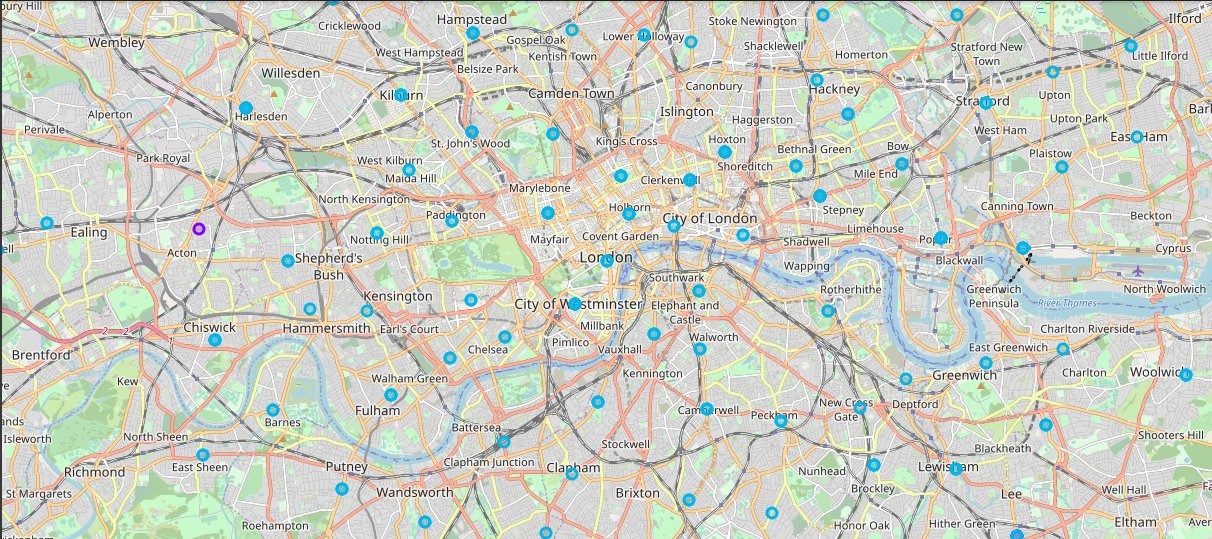 bury Hill
Cricklewood
Hampstead
Stoke Newington
Ilford
Wembley
West Hampstead
Gospel Oak
Lower Holloway
Shacklewell
Stratford New
Town
Homerton
Little Ilford
Willesden
Belsize Park
Kentish Town
Kilburn
Camden Town
Canonbury
Hackney
Stratford
Upton
Alperton
Harlesden
Islington
Haggerston
Upton Park
Perivale
St. John's Wood
King's Cross
Hoxton
West Ham
East Ham
Park Royal
West Kilburn
Maida Hill
Bethnal Green
Bow
Plaistow
Marylebone
Clerkenwell
Shoreditch
Mile End
North Kensington
Paddington
Holborn
City of London
Stepney
Canning Town
Beckton
Ealing
Notting Hill
Mayfair
Covent Garden
Limehouse
Acton
Shepherd's
Bush
London
Shadwell
Poplar
Blackwall
Cyprus
Southwark
Wapping
Rotherhithe
Greenwich
Peninsula
North Woolwich
River Thames
Kensington
City of Westminster
Elephant and
Castle
Chiswick
Hammersmith
Earl's Court
Millbank
Charlton Riverside
2 2
1
Brentford
Chelsea
Pimlico
Vauxhall
Walworth
East Greenwich
Kew
Walham Green
Kennington
Greenwich
Charlton
Woolwich
Fulham
Camberwell
Peckham
New Cross
Gate
Deptford
Barnes
Battersea
Isleworth
North Sheen
Stockwell
Blackheath
Shooters Hill
East Sheen
Putney
Clapham Junction
Clapham
Nunhead
Lewisham
Richmond
St Margarets
Wandsworth
Brixton
Brockley
Lee
Well Hall
Roehampton
Honor Oak
Hither Green
Eltham